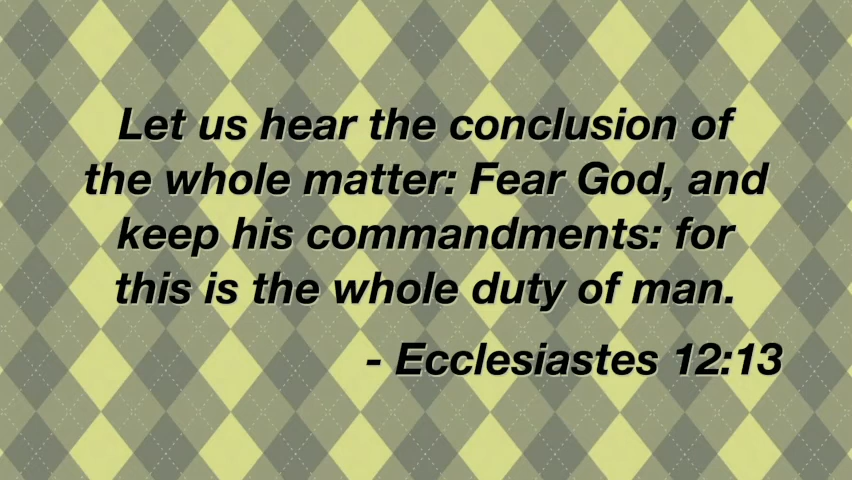 Let us hear the conclusion of
the whole matter: Fear God, and
keep his commandments: for
this is the whole duty of man.
- Ecclesiastes 12:13